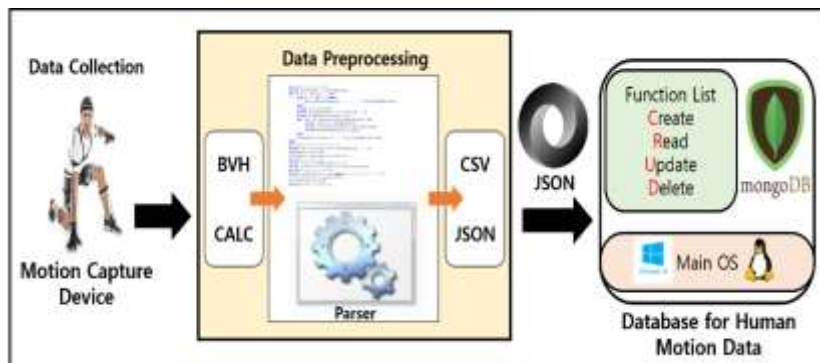 Data Collection
Motion Capture
Device
Data Preprocessing
BVH
CALC
Parser
CSV
JSON
JSON
Function List
Create
Read
Update
Delete
mongoDB
Main OS
Database for Human
Motion Data